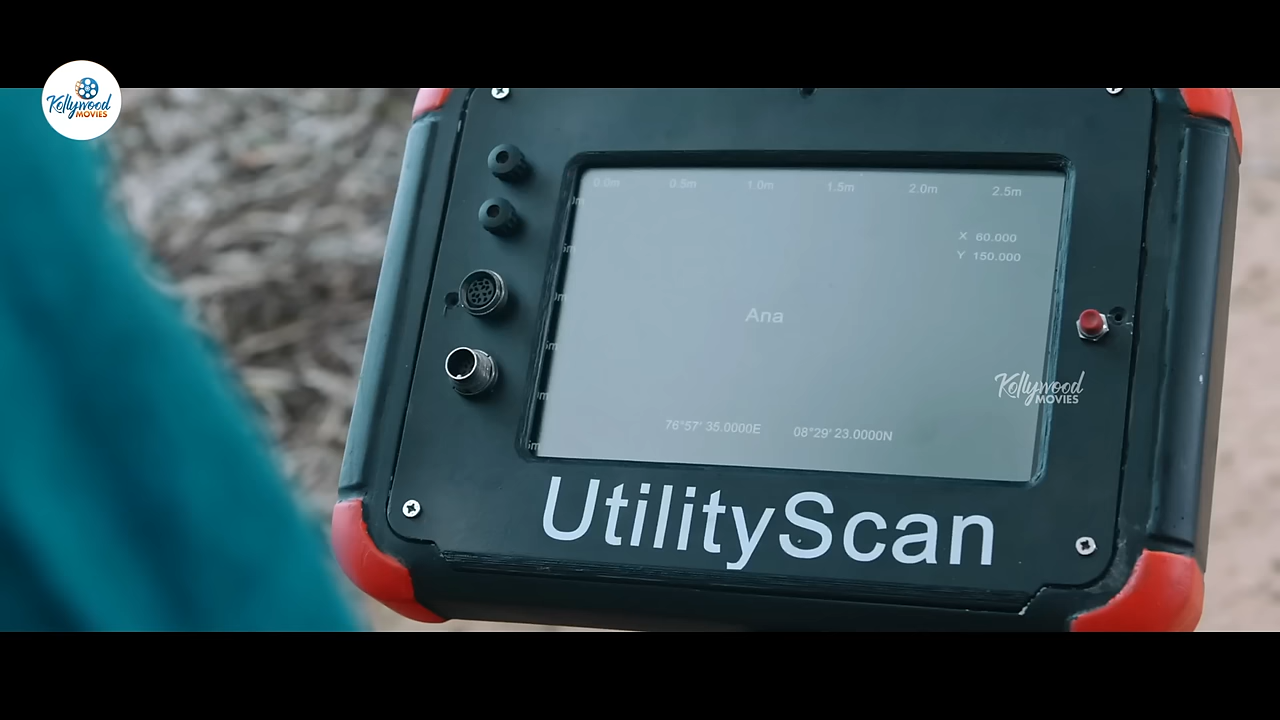 Kollywood
MOVIES
0.0m 0.5m 1.0m 1.5m 2.0m 2.5m
X 60.000
Y 150.000
Ana
Kollywood
MOVIES
76°57' 35.0000E 08°29' 23.0000N
UtilityScan